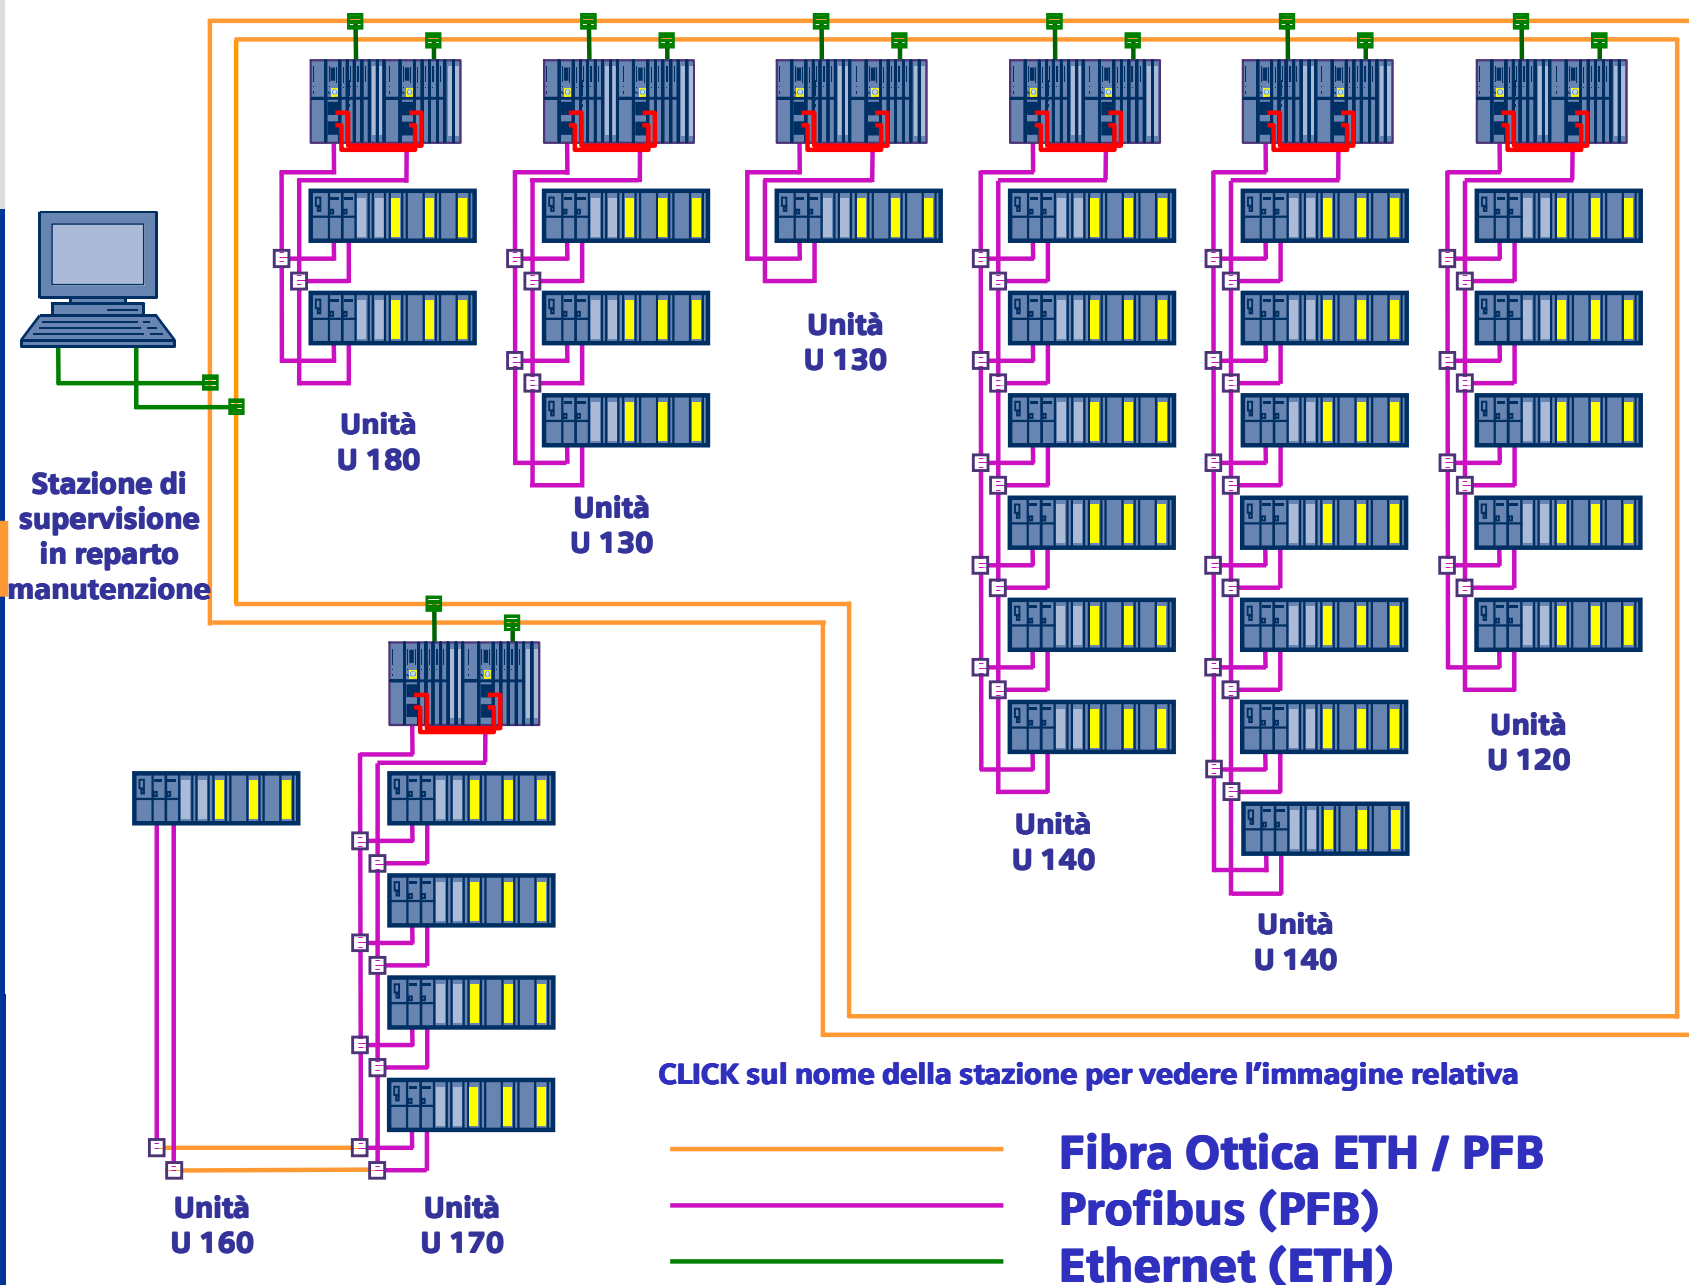 Unità
U 180
Unità
U 130
Unità
U 130
Unità
U 140
Unità
U 140
Unità
U 120
Stazione di
supervisione
in reparto
manutenzione
Unità
U 160
Unità
U 170
CLICK sul nome della stazione per vedere l’immagine relativa
Fibra Ottica ETH / PFB
Profibus (PFB)
Ethernet (ETH)